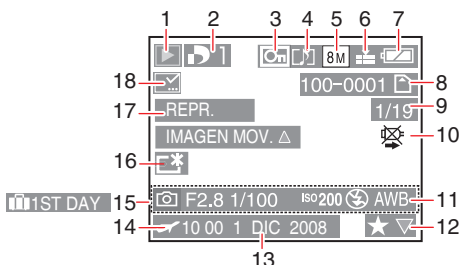 1 2 3 4 5 6 7
1 8M
18 100-0001 8
17 REPR. 1/19 9
IMAGEN MOV. △ 10
16
1ST DAY 15 F2.8 1/100 ISO200 AWB 11
14 10 00 1 DIC 2008 12
13